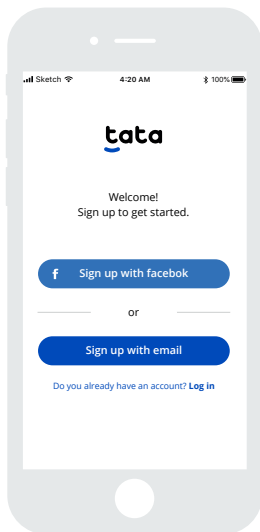 Sketch 4:20 AM 100%
tata
Welcome!
Sign up to get started.
f Sign up with facebok
or
Sign up with email
Do you already have an account? Log in